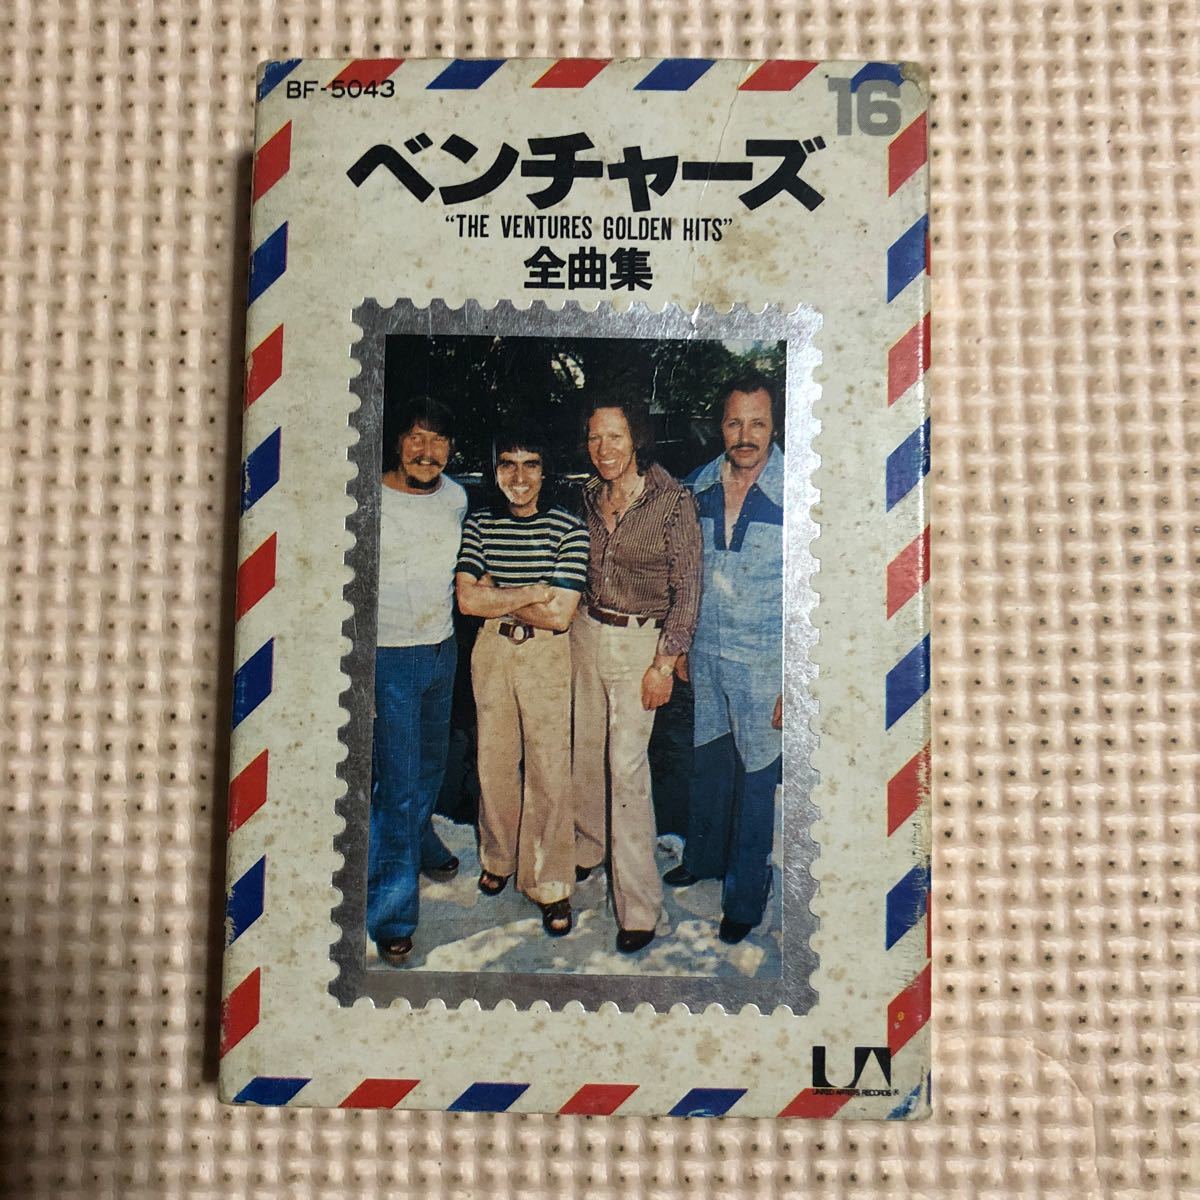 BF-5043
16
ベンチャーズ
"THE VENTURES GOLDEN HITS"
全曲集
UA
UNITED ARTISTS RECORDS®